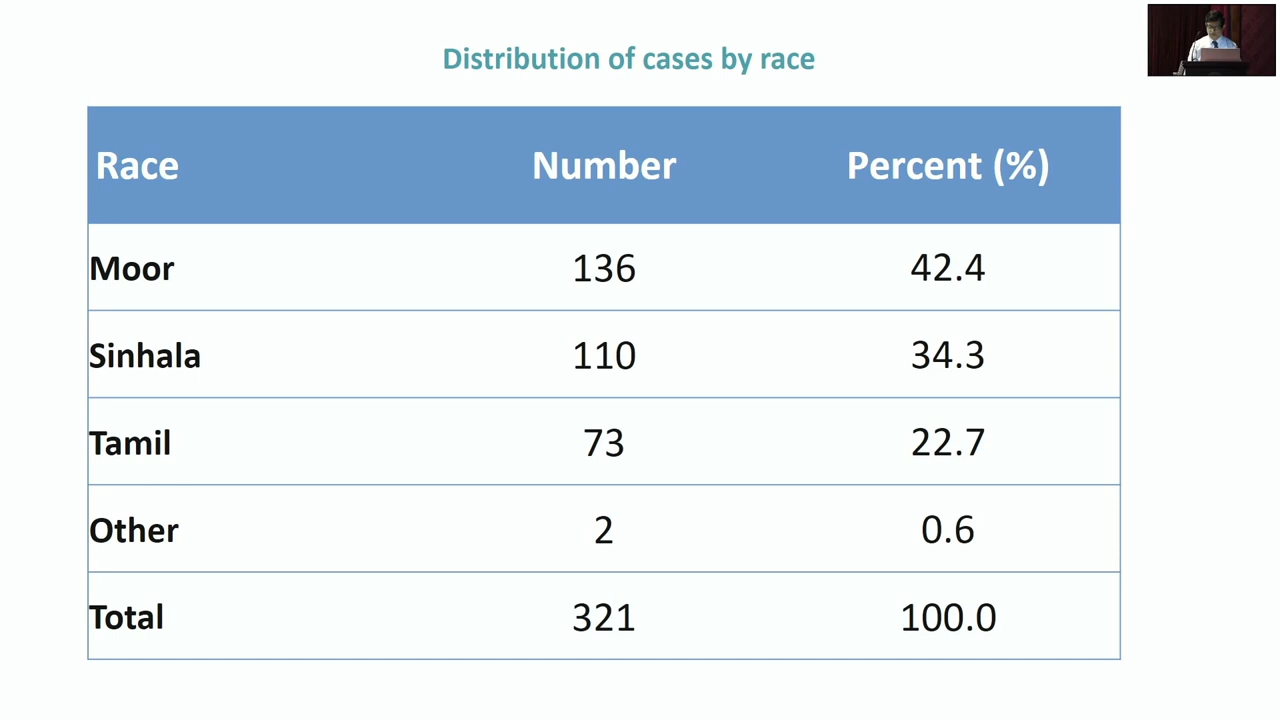 Distribution of cases by race
Race Number Percent (%)
Moor 136 42.4
Sinhala 110 34.3
Tamil 73 22.7
Other 2 0.6
Total 321 100.0